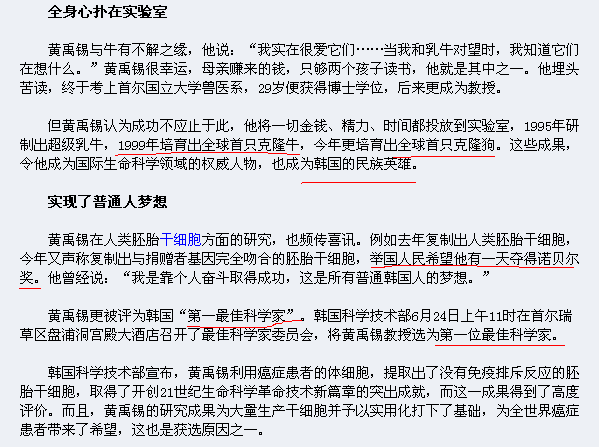 全身心扑在实验室
黄禹锡与牛有不解之缘，他说：“我实在很爱它们……当我和乳牛对望时，我知道它们
在想什么。”黄禹锡很幸运，母亲赚来的钱，只够两个孩子读书，他就是其中之一。他埋头
苦读，终于考上首尔国立大学兽医系，29岁便获得博士学位，后来更成为教授。
但黄禹锡认为成功不应止于此，他将一切金钱、精力、时间都投放到实验室，1995年研
制出超级乳牛，1999年培育出全球首只克隆牛，今年更培育出全球首只克隆狗。这些成果，
令他成为国际生命科学领域的权威人物，也成为韩国的民族英雄。
实现了普通人梦想
黄禹锡在人类胚胎干细胞方面的研究，也频传喜讯。例如去年复制出人类胚胎干细胞，
今年又声称复制出与捐赠者基因完全吻合的胚胎干细胞，举国人民希望他有一天夺得诺贝尔
奖。他曾经说：“我是靠个人奋斗取得成功，这是所有普通韩国人的梦想。”
黄禹锡更被评为韩国“第一最佳科学家”。韩国科学技术部6月24日上午11时在首尔瑞
草区盘浦洞宫殿大酒店召开了最佳科学家委员会，将黄禹锡教授选为第一位最佳科学家。
韩国科学技术部宣布，黄禹锡利用癌症患者的体细胞，提取出了没有免疫排斥反应的胚
胎干细胞，取得了开创21世纪生命科学革命技术新篇章的突出成就，而这一成果得到了高度
评价。而且，黄禹锡的研究成果为大量生产干细胞并予以实用化打下了基础，为全世界癌症
患者带来了希望，这也是获选原因之一。